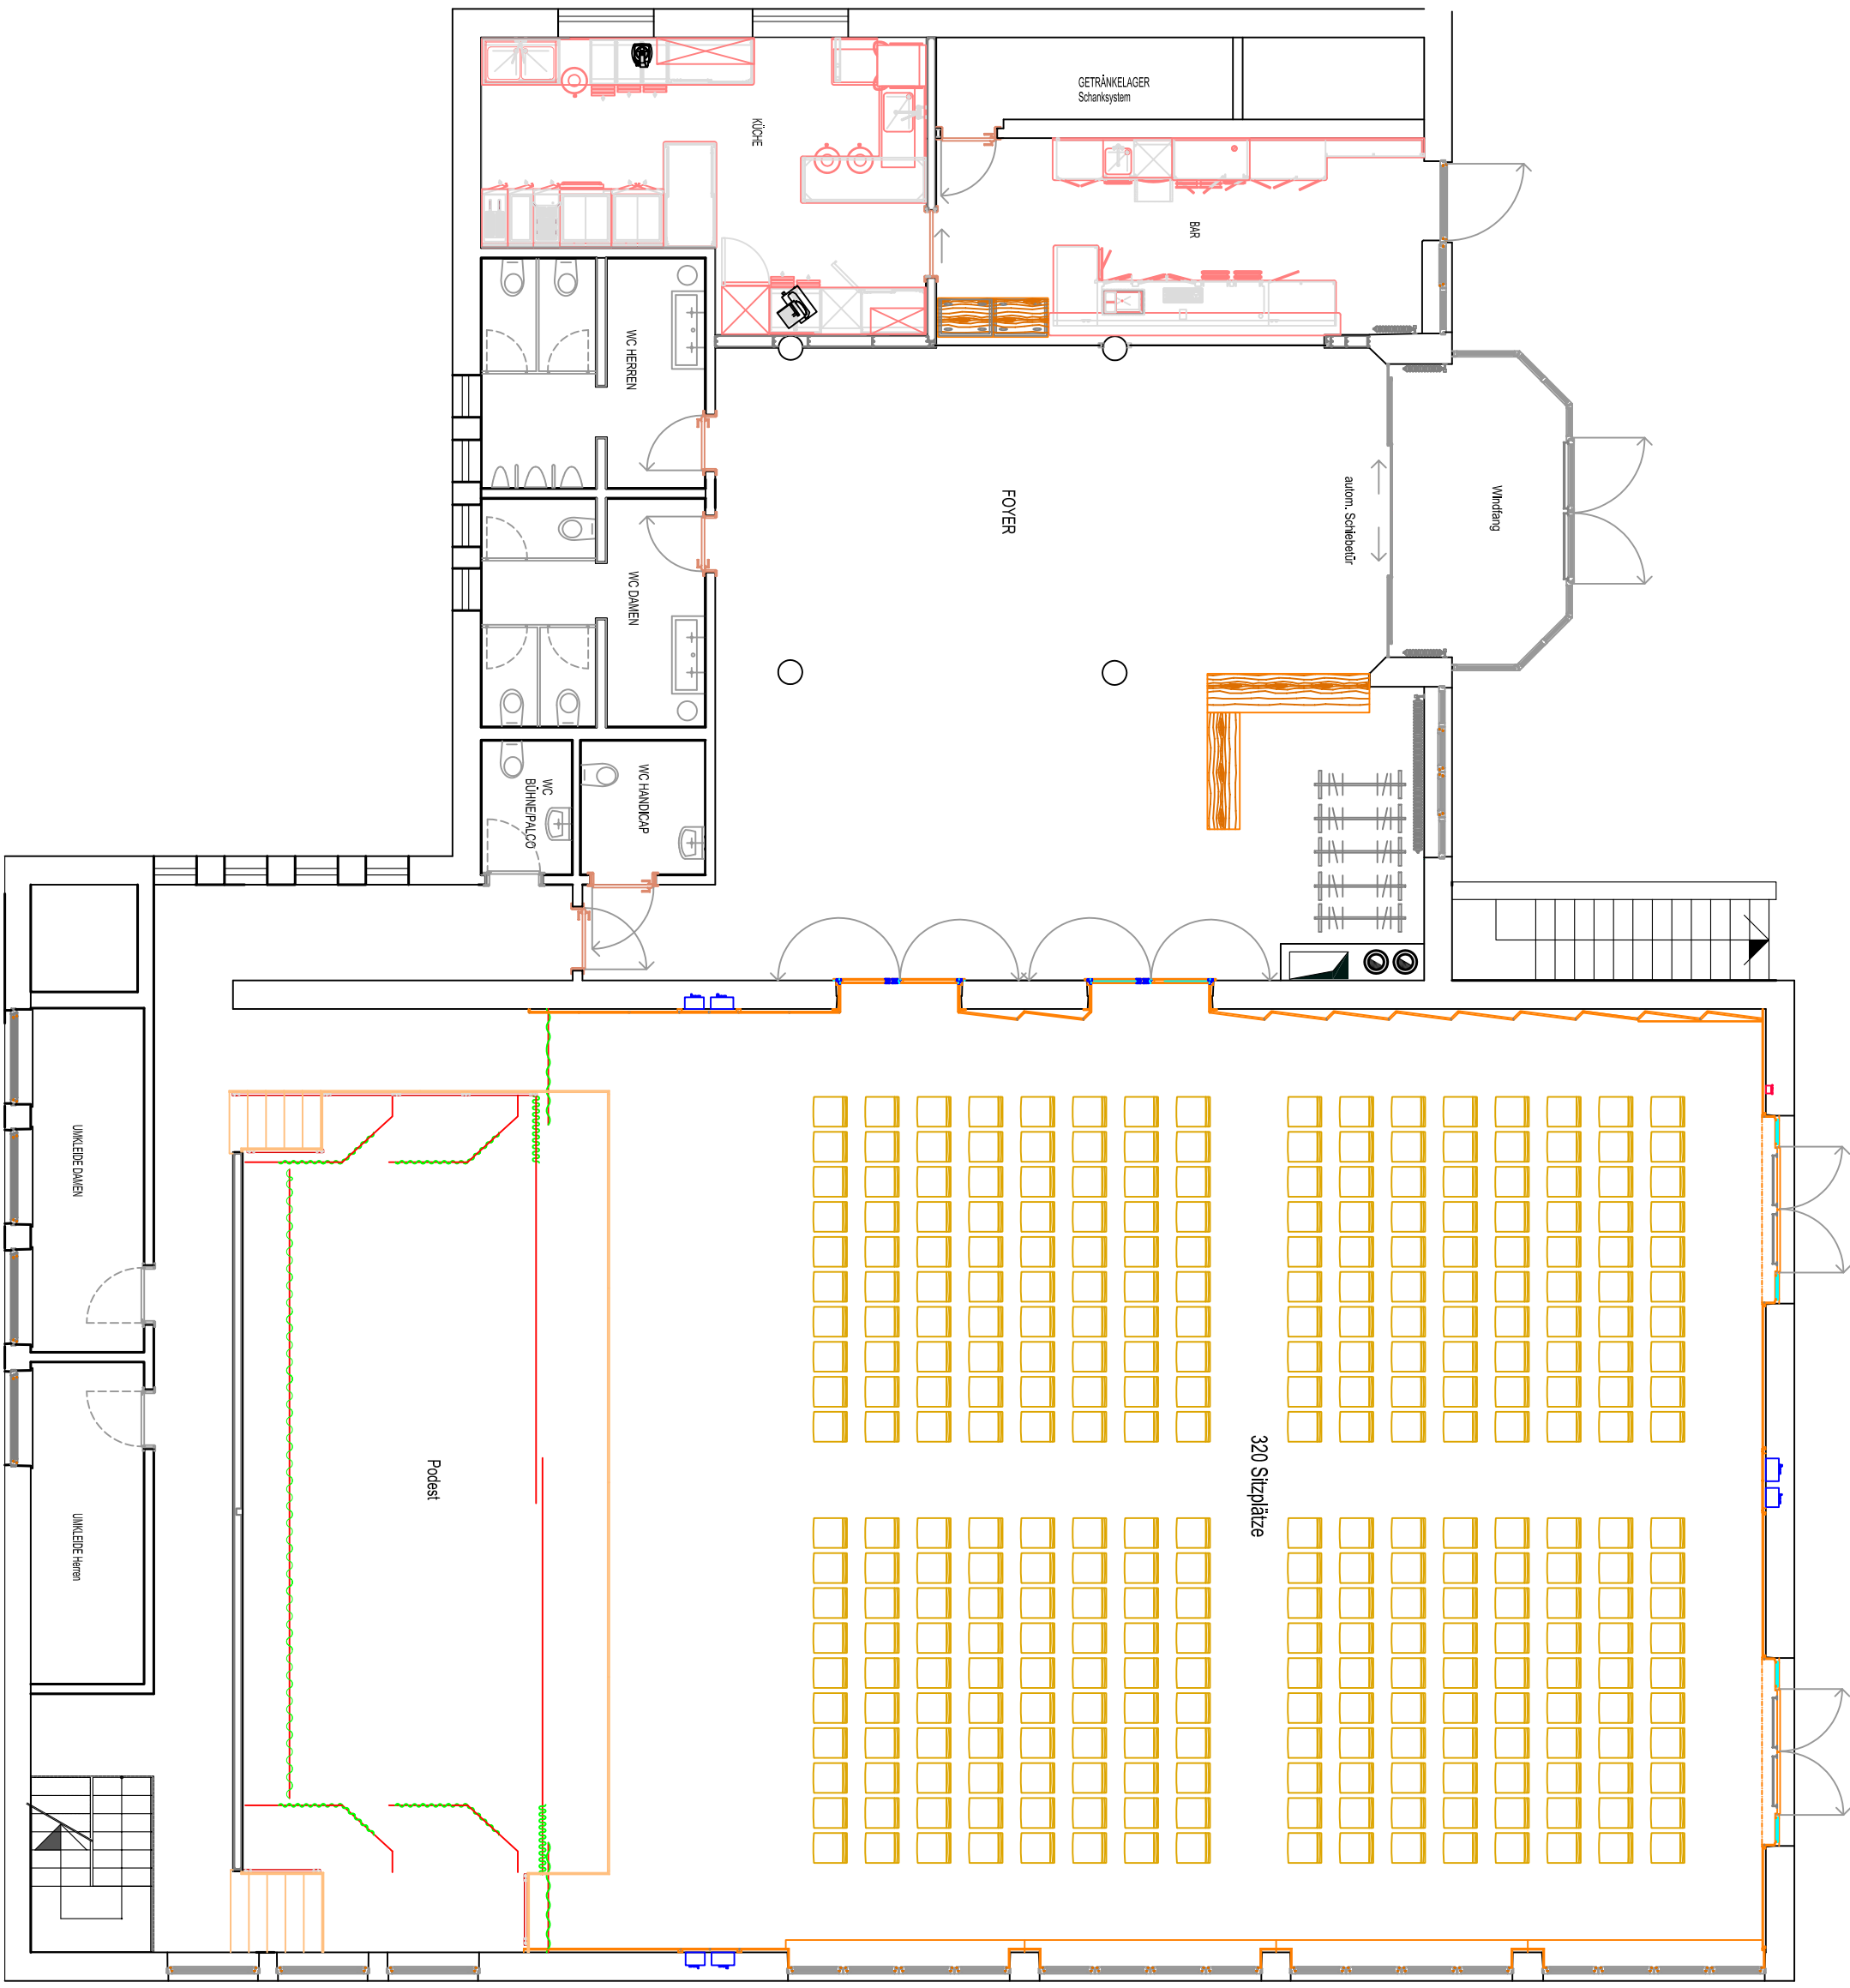 GETRÄNKELAGER
Schanksystem
KÜCHE
BAR
WC HERREN
FOYER
autom. Schiebetür
Windfang
WC DAMEN
WC
BÜHNE/PALCO
WC HANDICAP
UMKLEIDE DAMEN
Podest
320 Sitzplätze
UMKLEIDE Herren